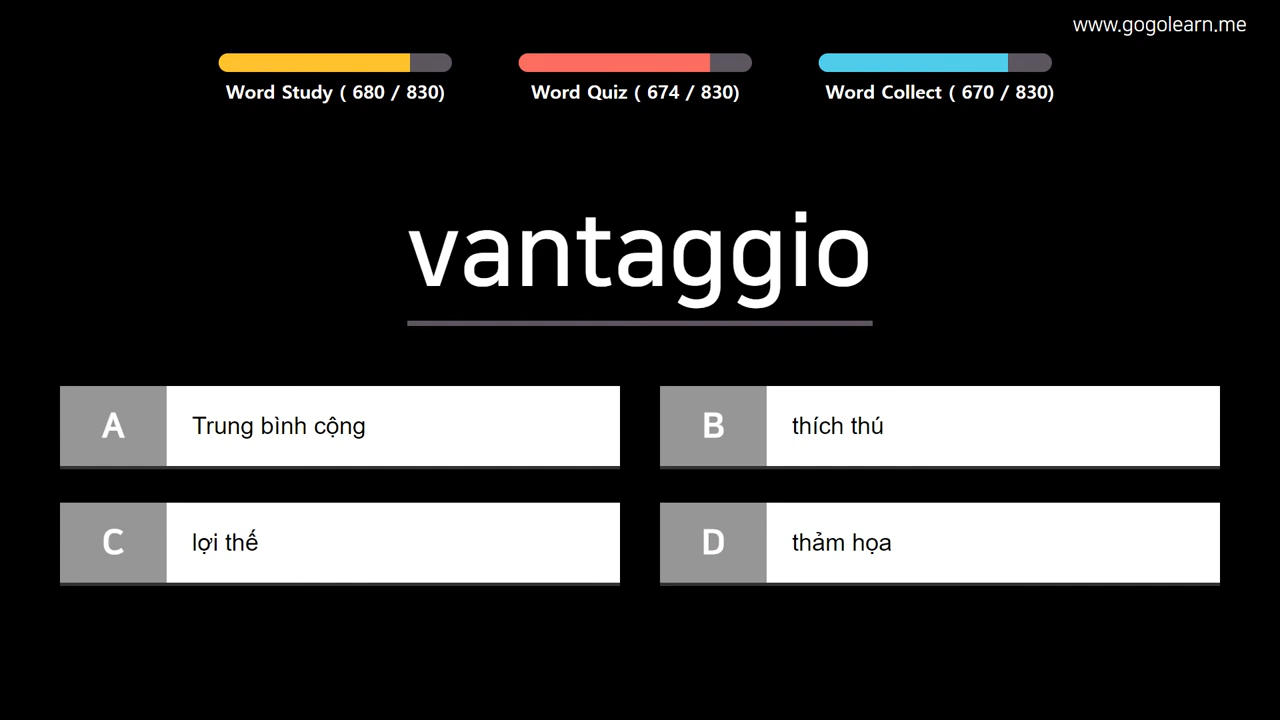 www.gogolearn.me
Word Study ( 680 / 830)
Word Quiz ( 674 / 830)
Word Collect ( 670 / 830)
vantaggio
A Trung bình cộng
B thích thú
C lợi thế
D thảm họa